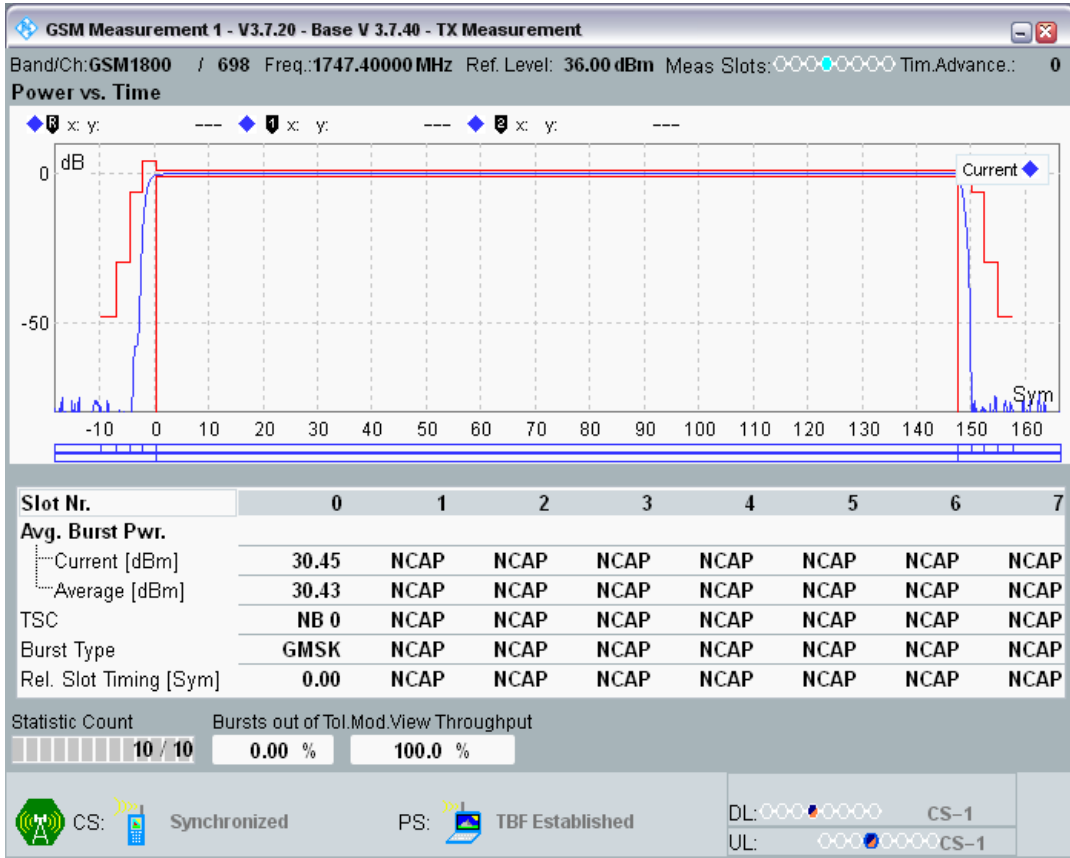 GSM Measurement 1 - V3.7.20 - Base V 3.7.40 - TX Measurement
Band/Ch:GSM1800 / 698 Freq.:1747.40000 MHz Ref. Level: 36.00 dBm Meas Slots: Tim.Advance.: 0
Power vs. Time
R x: y: --- 1 x: y: --- 2 x: y: ---
dB
Current
0
-50
Sym
-10 0 10 20 30 40 50 60 70 80 90 100 110 120 130 140 150 160
Slot Nr. 0 1 2 3 4 5 6 7
Avg. Burst Pwr.
Current [dBm] 30.45 NCAP NCAP NCAP NCAP NCAP NCAP NCAP
Average [dBm] 30.43 NCAP NCAP NCAP NCAP NCAP NCAP NCAP
TSC NB 0 NCAP NCAP NCAP NCAP NCAP NCAP NCAP
Burst Type GMSK NCAP NCAP NCAP NCAP NCAP NCAP NCAP
Rel. Slot Timing [Sym] 0.00 NCAP NCAP NCAP NCAP NCAP NCAP NCAP
Statistic Count Bursts out of Tol.Mod.View Throughput
10 / 10 0.00 % 100.0 %
CS: Synchronized PS: TBF Established DL: CS-1
UL: CS-1